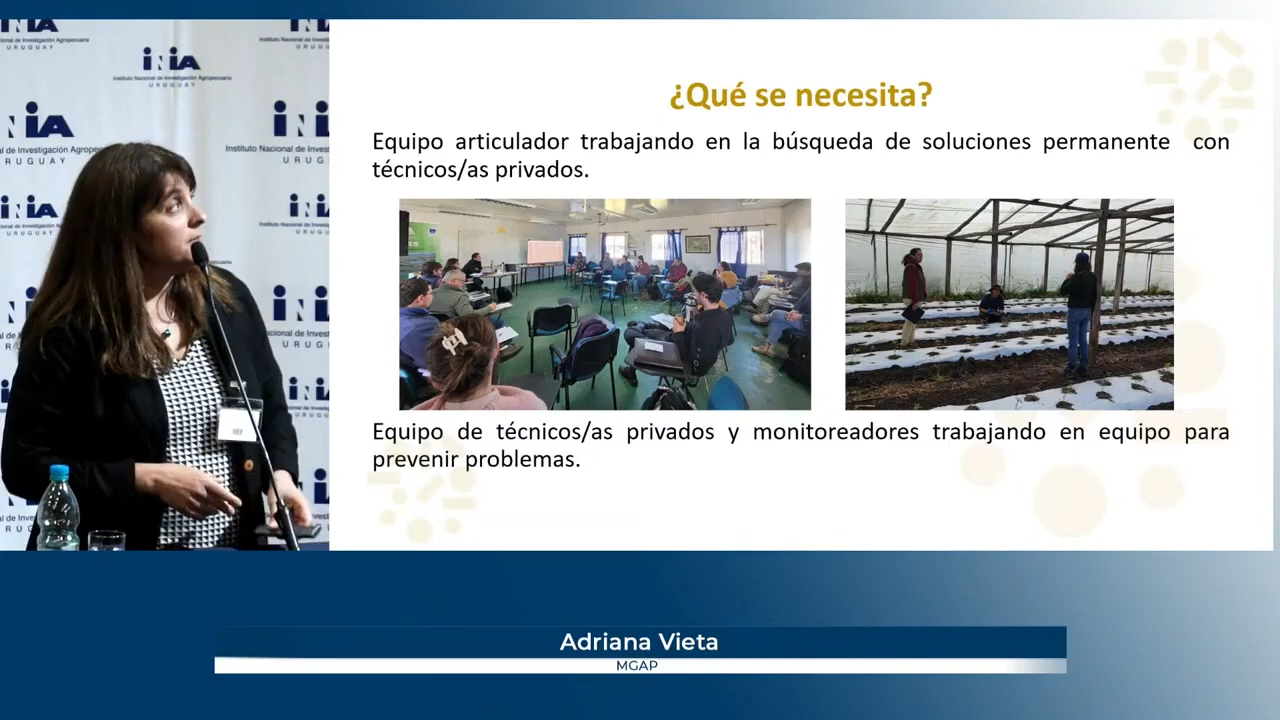 iNiA
Instituto Nacional de Investigación Agropecuaria
URUGUAY
¿Qué se necesita?
Equipo articulador trabajando en la búsqueda de soluciones permanente con
técnicos/as privados.
Equipo de técnicos/as privados y monitoreadores trabajando en equipo para
prevenir problemas.
Adriana Vieta
MGAP